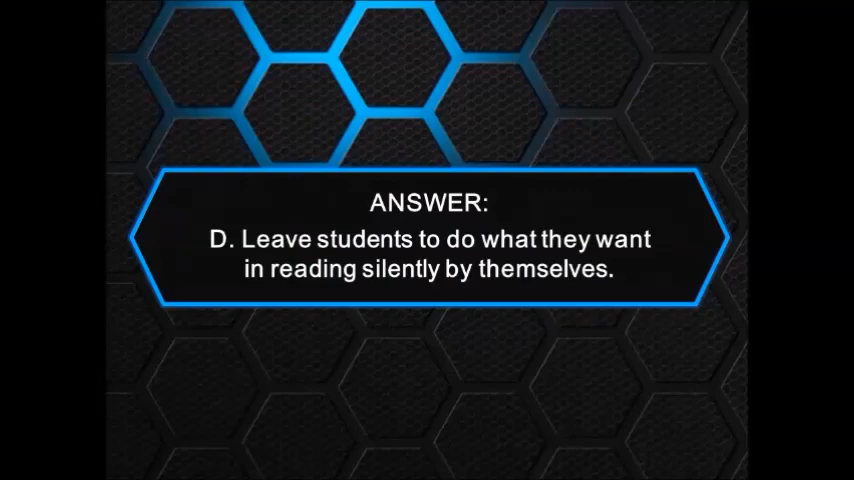 ANSWER:
D. Leave students to do what they want
in reading silently by themselves.